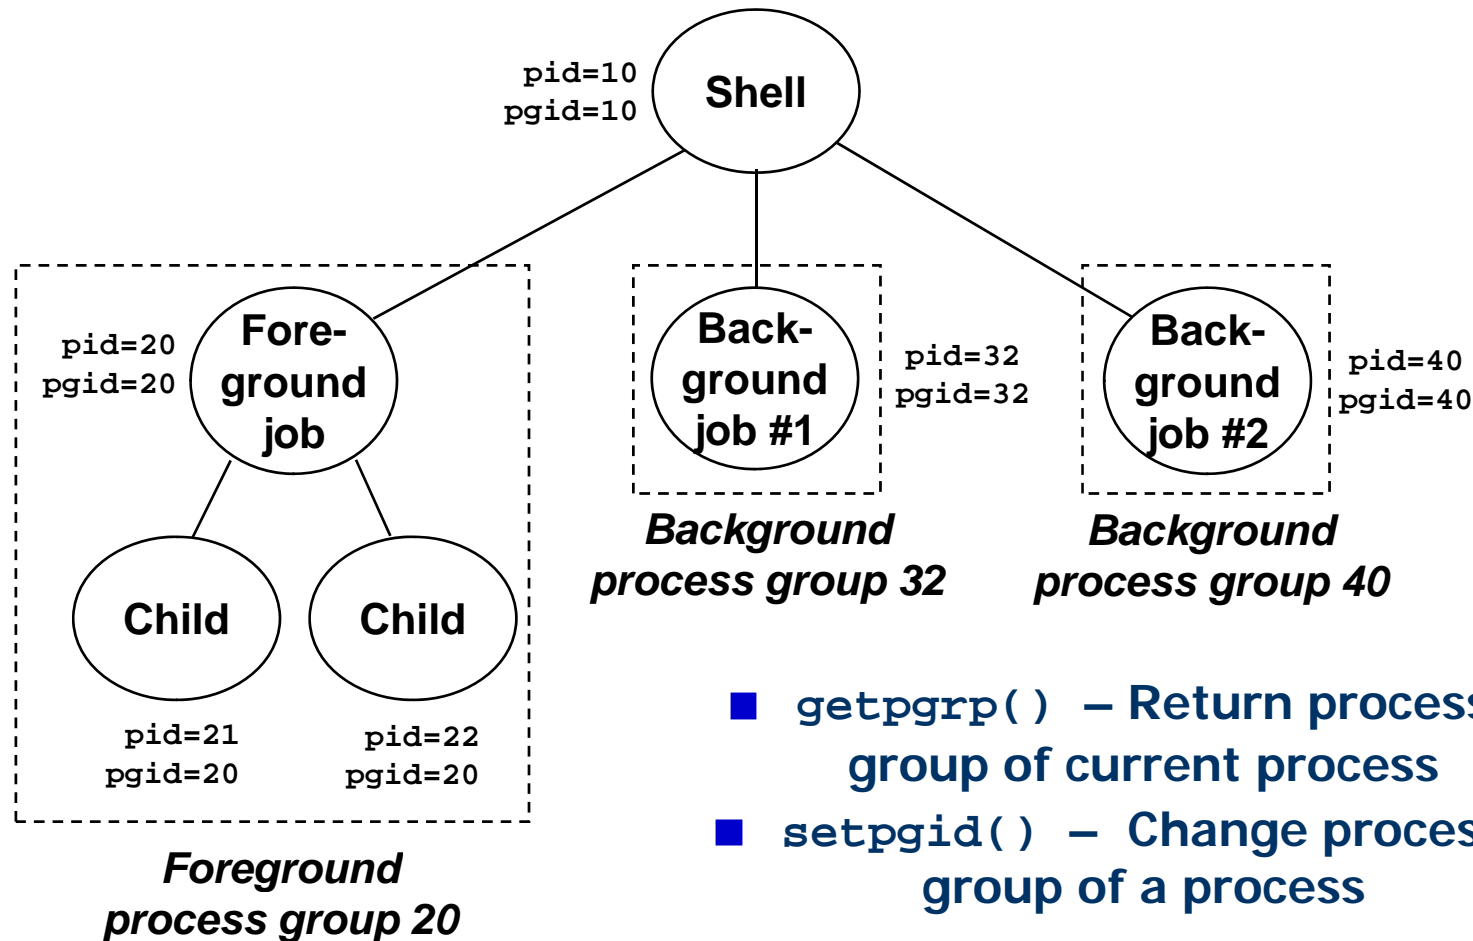 pid=10
pgid=10
Shell
pid=20
pgid=20
Fore-
ground
job
Back-
ground
job #1
pid=32
pgid=32
Back-
ground
job #2
pid=40
pgid=40
Background
process group 32
Background
process group 40
Child
Child
pid=21
pgid=20
pid=22
pgid=20
Foreground
process group 20
getpgrp() – Return process
group of current process
setpgid() – Change proces
group of a process